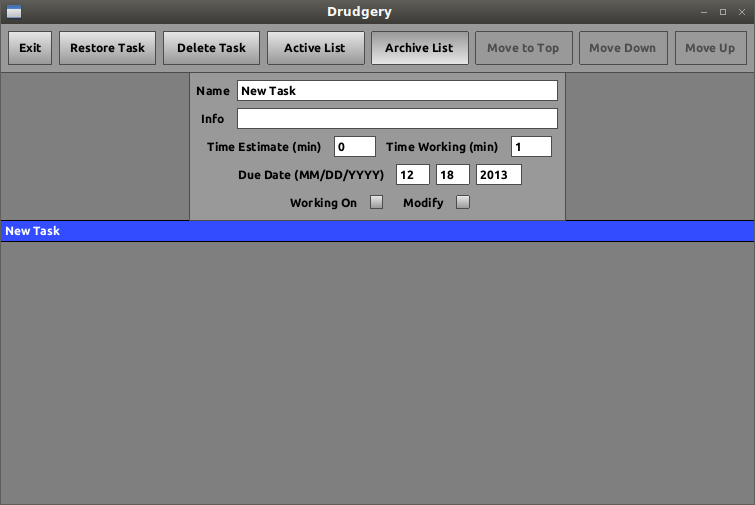 Drudgery
Exit Restore Task Delete Task Active List Archive List Move to Top Move Down Move Up
Name New Task
Info
Time Estimate (min) 0 Time Working (min) 1
Due Date (MM/DD/YYYY) 12 18 2013
Working On Modify
New Task